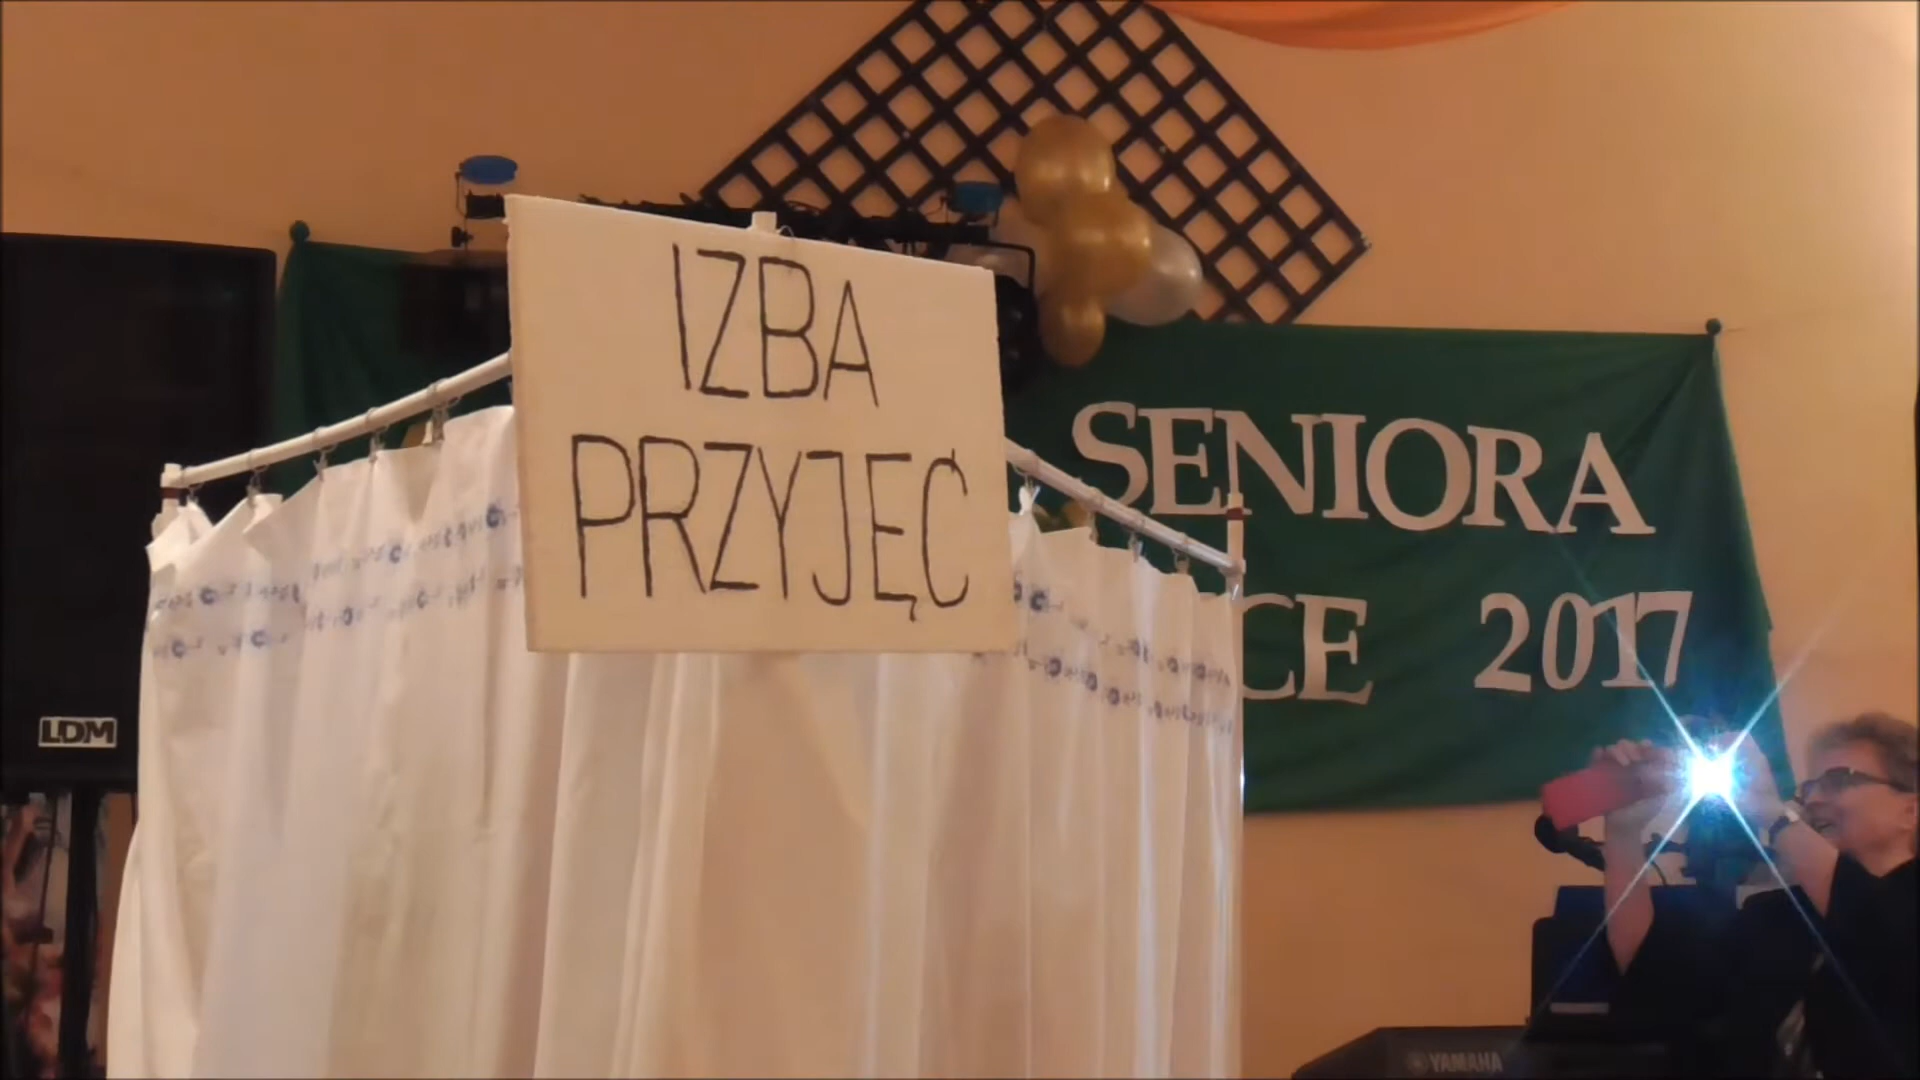 IZBA
PRZYJĘĆ
SENIORA
CE 2017
LDM
YAMAHA